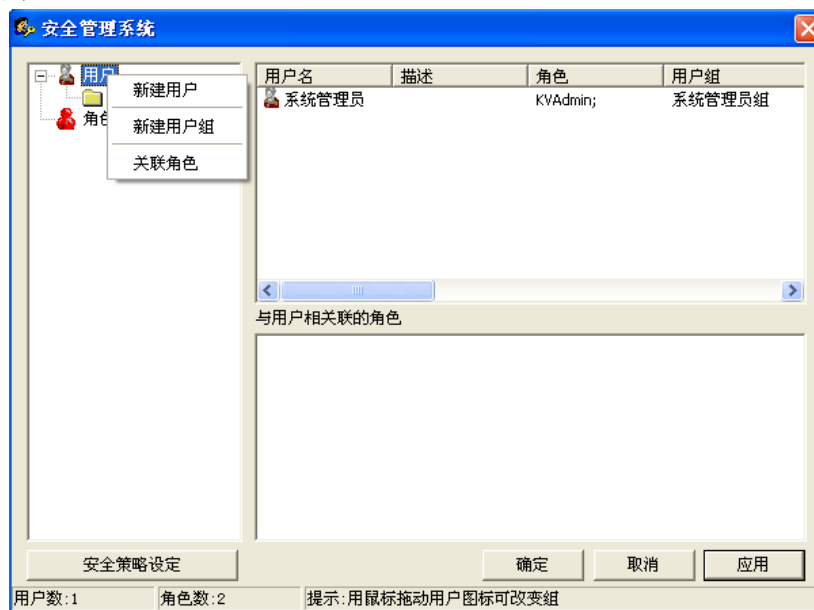 安全管理系统
用户
新建用户
角色
新建用户组
关联角色
用户名 描述 角色 用户组
系统管理员 KVAdmin; 系统管理员组
与用户相关联的角色
安全策略设定 确定 取消 应用
用户数:1 角色数:2 提示:用鼠标拖动用户图标可改变组